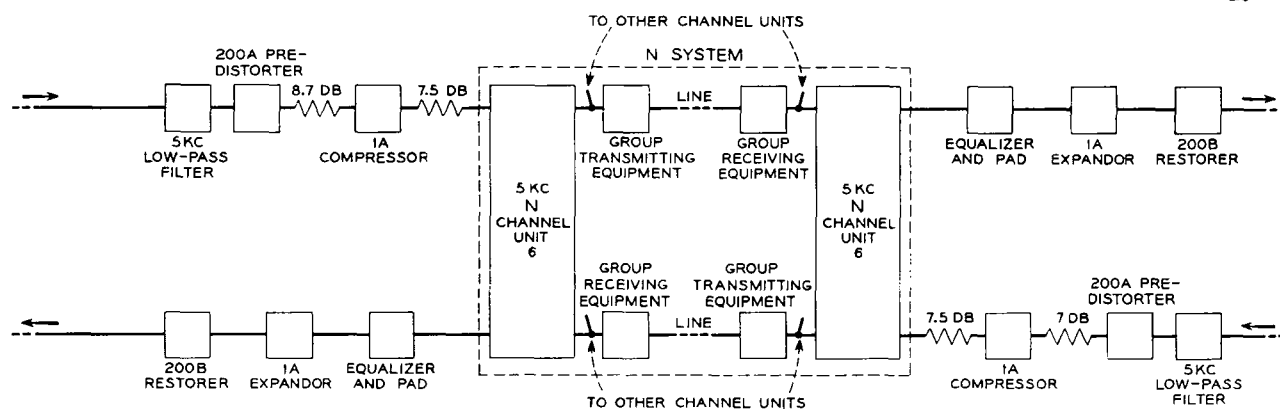 TO OTHER CHANNEL UNITS
N SYSTEM
200A PRE-
DISTORTER
8.7 DB
7.5 DB
LINE
5KC
LOW-PASS
FILTER
1A
COMPRESSOR
GROUP
TRANSMITTING
EQUIPMENT
GROUP
RECEIVING
EQUIPMENT
EQUALIZER
AND PAD
1A
EXPANDOR
200B
RESTORER
5 KC
N
CHANNEL
UNIT
6
5 KC
N
CHANNEL
UNIT
6
GROUP
RECEIVING
EQUIPMENT
GROUP
TRANSMITTING
EQUIPMENT
200A PRE-
DISTORTER
LINE
7.5 DB
7 DB
200B
RESTORER
1A
EXPANDOR
EQUALIZER
AND PAD
1A
COMPRESSOR
5 KC
LOW-PASS
FILTER
TO OTHER CHANNEL UNITS